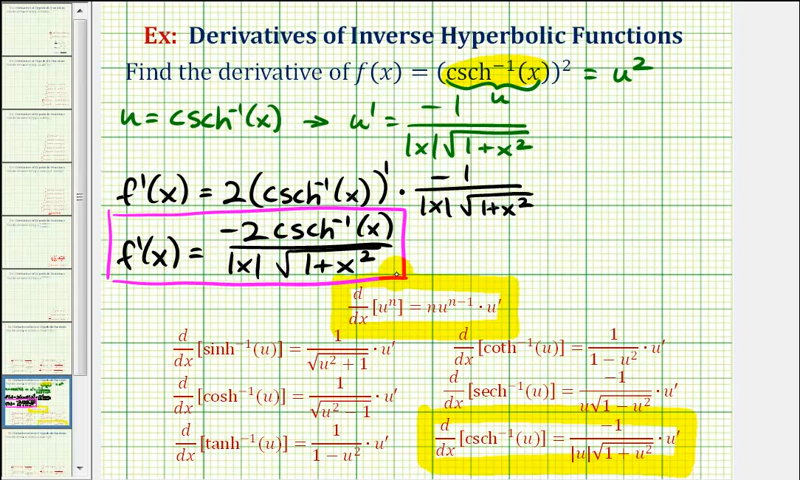 Ex: Derivatives of Inverse Hyperbolic Functions
Find the derivative of f(x) = (csch⁻¹(x))² = u²
u
u = csch⁻¹(x) → u' = -1 / |x|√(1+x²)
f'(x) = 2(csch⁻¹(x))¹ · -1 / |x|√(1+x²)
f'(x) = -2csch⁻¹(x) / |x|√(1+x²)
d/dx [uⁿ] = nuⁿ⁻¹ · u'
d/dx [sinh⁻¹(u)] = 1/√(u² + 1) · u'
d/dx [coth⁻¹(u)] = 1/(1 − u²) · u'
d/dx [cosh⁻¹(u)] = 1/√(u² − 1) · u'
d/dx [sech⁻¹(u)] = −1/(u√(1 − u²)) · u'
d/dx [tanh⁻¹(u)] = 1/(1 − u²) · u'
d/dx [csch⁻¹(u)] = −1/(|u|√(1 + u²)) · u'